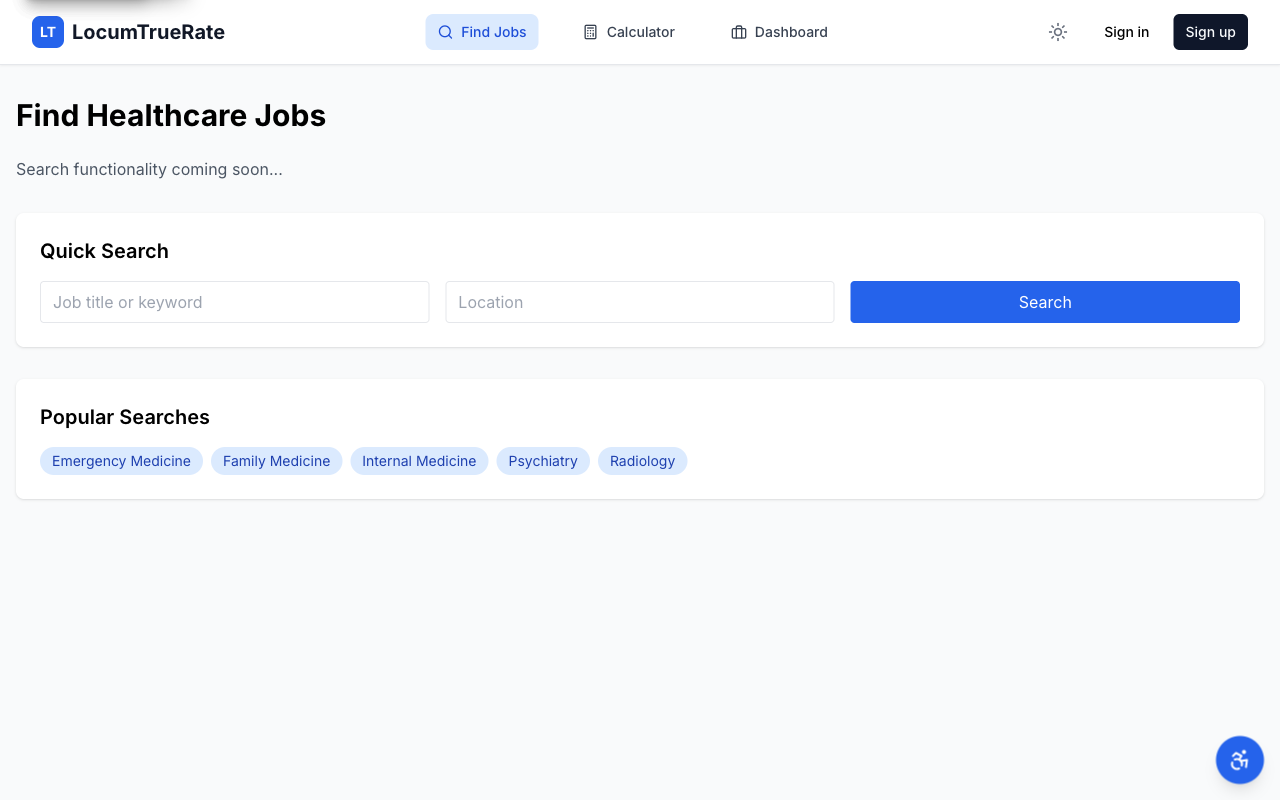 LT LocumTrueRate
Find Jobs
Calculator
Dashboard
Sign in
Sign up
Find Healthcare Jobs
Search functionality coming soon...
Quick Search
Job title or keyword
Location
Search
Popular Searches
Emergency Medicine
Family Medicine
Internal Medicine
Psychiatry
Radiology